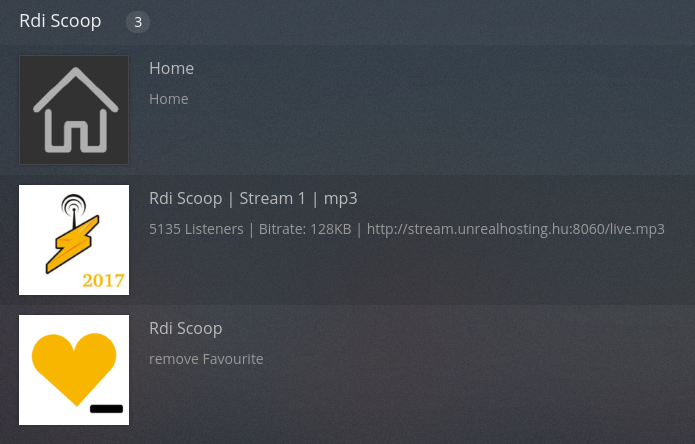 Rdi Scoop 3
Home
Home
Rdi Scoop | Stream 1 | mp3
5135 Listeners | Bitrate: 128KB | http://stream.unrealhosting.hu:8060/live.mp3
2017
Rdi Scoop
remove Favourite